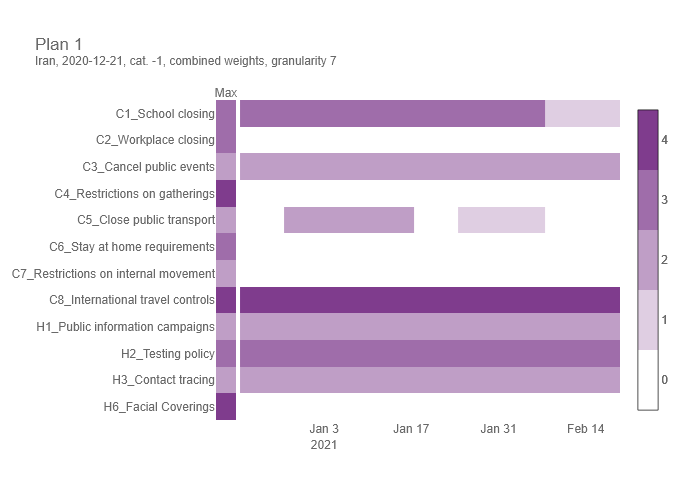 Plan 1
Iran, 2020-12-21, cat. -1, combined weights, granularity 7
Max
C1_School closing
C2_Workplace closing
C3_Cancel public events
C4_Restrictions on gatherings
C5_Close public transport
C6_Stay at home requirements
C7_Restrictions on internal movement
C8_International travel controls
H1_Public information campaigns
H2_Testing policy
H3_Contact tracing
H6_Facial Coverings
Jan 3 Jan 17 Jan 31 Feb 14
2021
4
3
2
1
0